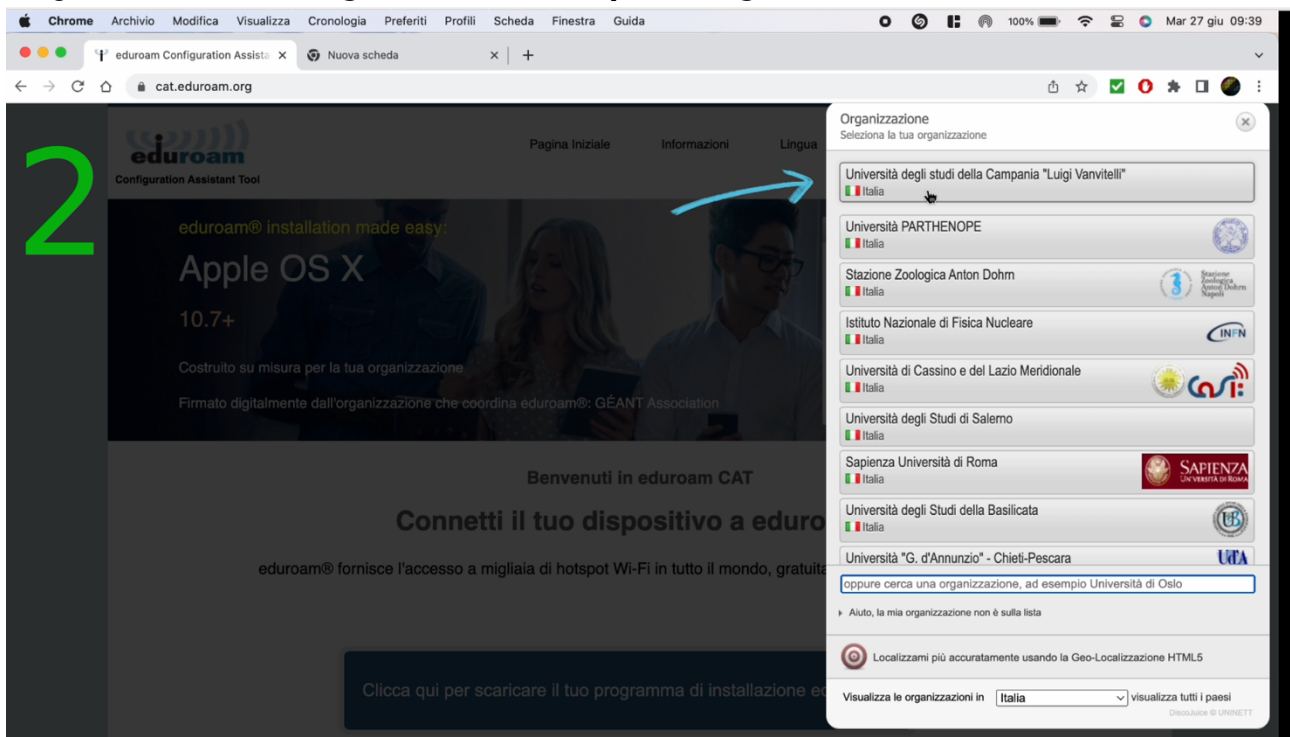 Chrome Archivio Modifica Visualizza Cronologia Preferiti Profili Scheda Finestra Guida 100% Mar 27 giu 09:39
eduroam Configuration Assista Nuova scheda
cat.eduroam.org
2
eduroam
Configuration Assistant Tool
Pagina Iniziale Informazioni Lingua
eduroam® installation made easy:
Apple OS X
10.7+
Costruito su misura per la tua organizzazione
Firmato digitalmente dall'organizzazione che coordina eduroam®: GÉANT Association
Benvenuti in eduroam CAT
Connetti il tuo dispositivo a eduro
eduroam® fornisce l'accesso a migliaia di hotspot Wi-Fi in tutto il mondo, gratuita
Clicca qui per scaricare il tuo programma di installazione ed
Organizzazione
Seleziona la tua organizzazione
Università degli studi della Campania "Luigi Vanvitelli"
Italia
Università PARTHENOPE
Italia
Stazione Zoologica Anton Dohrn
Italia
Stazione
Zoologica
Anton Dohrn
Napoli
Istituto Nazionale di Fisica Nucleare
Italia
INFN
Università di Cassino e del Lazio Meridionale
Italia
Università degli Studi di Salerno
Italia
Sapienza Università di Roma
Italia
SAPIENZA
UNIVERSITÀ DI ROMA
Università degli Studi della Basilicata
Italia
Università "G. d'Annunzio" - Chieti-Pescara
UdA
oppure cerca una organizzazione, ad esempio Università di Oslo
Aiuto, la mia organizzazione non è sulla lista
Localizzami più accuratamente usando la Geo-Localizzazione HTML5
Visualizza le organizzazioni in Italia visualizza tutti i paesi
DiscoJuice © UNINETT